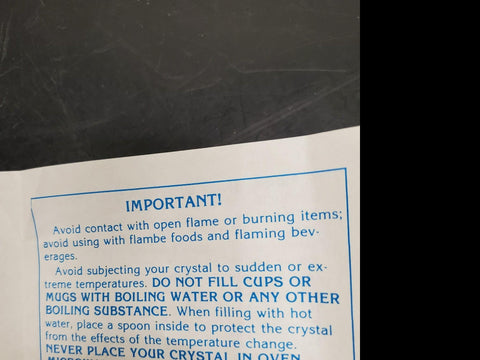 IMPORTANT!
Avoid contact with open flame or burning items;
avoid using with flambe foods and flaming bev-
erages.
Avoid subjecting your crystal to sudden or ex-
treme temperatures. DO NOT FILL CUPS OR
MUGS WITH BOILING WATER OR ANY OTHER
BOILING SUBSTANCE. When filling with hot
water, place a spoon inside to protect the crystal
from the effects of the temperature change.
NEVER PLACE YOUR CRYSTAL IN OVEN,